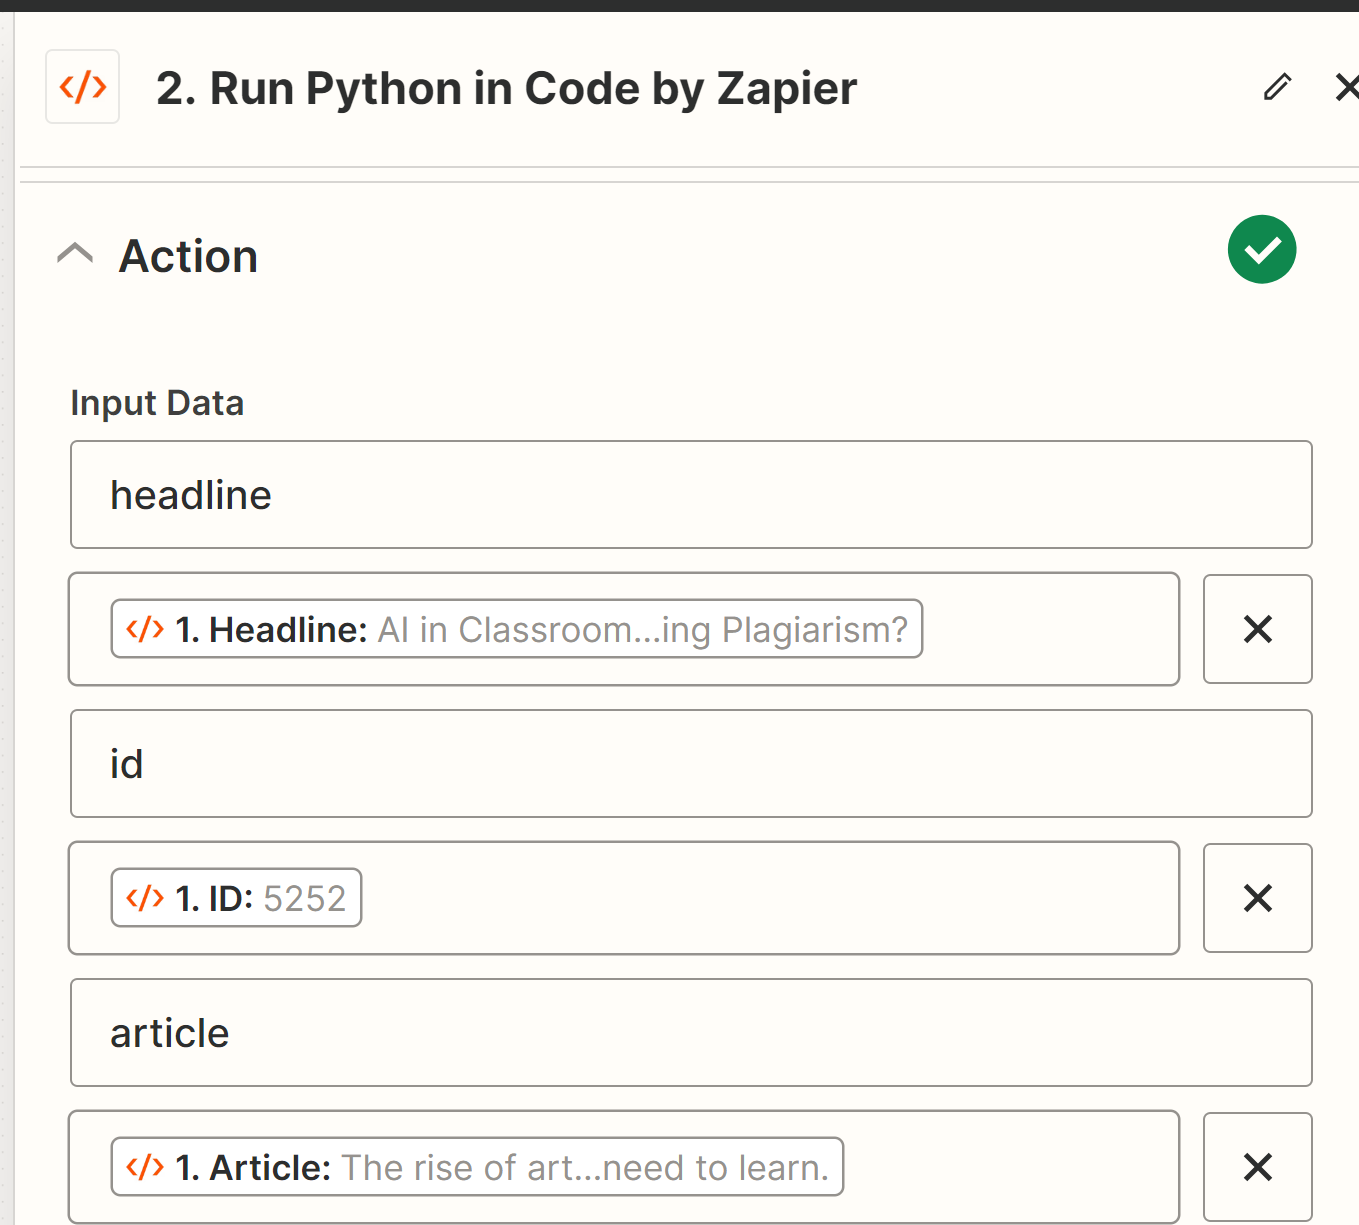 2. Run Python in Code by Zapier
Action
Input Data
headline
1. Headline: AI in Classroom...ing Plagiarism?
id
1. ID: 5252
article
1. Article: The rise of art...need to learn.